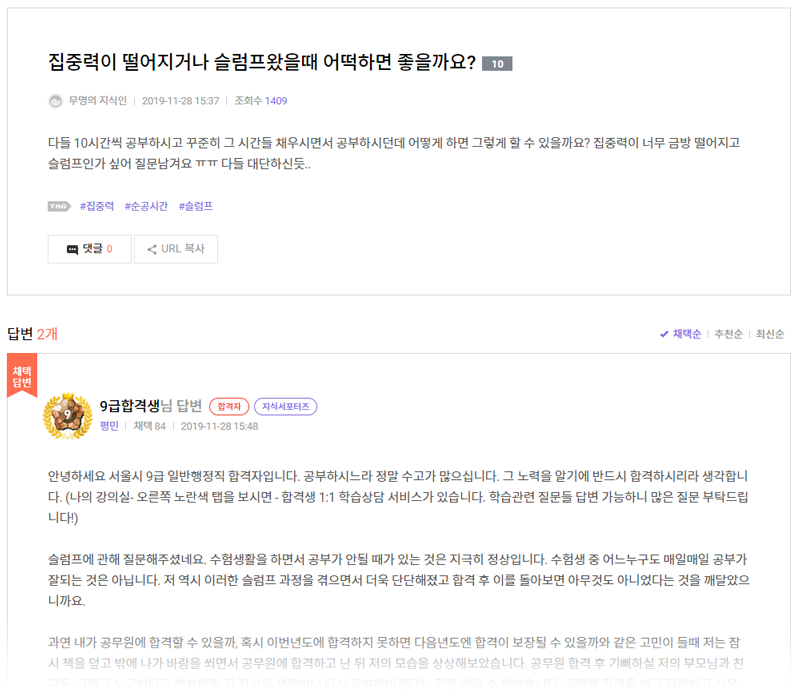 집중력이 떨어지거나 슬럼프왔을때 어떡하면 좋을까요? 10
무명의 지식인 | 2019-11-28 15:37 | 조회수 1409
다들 10시간씩 공부하시고 꾸준히 그 시간들 채우시면서 공부하시던데 어떻게 하면 그렇게 할 수 있을까요? 집중력이 너무 금방 떨어지고
슬럼프인가 싶어 질문남겨요 ㅠㅠ 다들 대단하신듯..
TAG #집중력 #순공시간 #슬럼프
댓글 0 URL 복사
답변 2개
채택순 | 추천순 | 최신순
채택
답변
9
9급합격생님 답변 합격자 지식서포터즈
평민 | 채택 84 | 2019-11-28 15:48
안녕하세요 서울시 9급 일반행정직 합격자입니다. 공부하시느라 정말 수고가 많으십니다. 그 노력을 알기에 반드시 합격하시리라 생각합니
다. (나의 강의실- 오른쪽 노란색 탭을 보시면 - 합격생 1:1 학습상담 서비스가 있습니다. 학습관련 질문들 답변 가능하니 많은 질문 부탁드립
니다!)
슬럼프에 관해 질문해주셨네요. 수험생활을 하면서 공부가 안될 때가 있는 것은 지극히 정상입니다. 수험생 중 어느누구도 매일매일 공부가
잘되는 것은 아닙니다. 저 역시 이러한 슬럼프 과정을 겪으면서 더욱 단단해졌고 합격 후 이를 돌아보면 아무것도 아니었다는 것을 깨달았으
니까요.
과연 내가 공무원에 합격할 수 있을까, 혹시 이번년도에 합격하지 못하면 다음년도엔 합격이 보장될 수 있을까와 같은 고민이 들때 저는 잠
시 책을 덮고 밖에 나가 바람을 쐬면서 공무원에 합격하고 난 뒤 저의 모습을 상상해보았습니다. 공무원 합격 후 기뻐하실 저의 부모님과 친